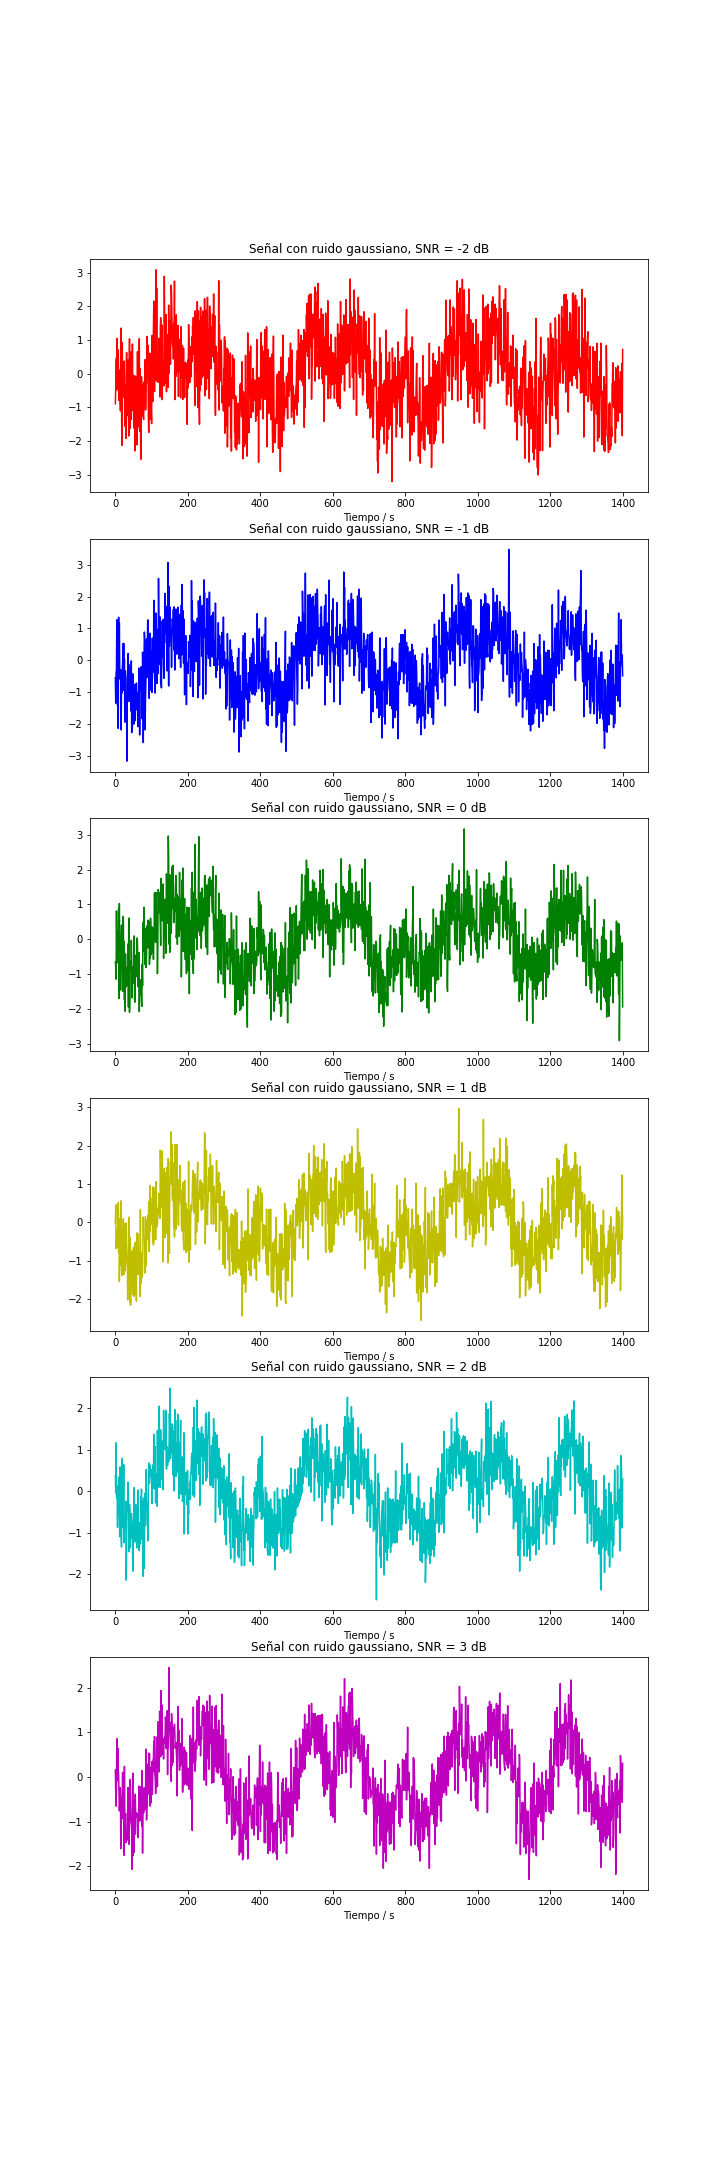 Señal con ruido gaussiano, SNR = -2 dB
3
2
1
0
−1
−2
−3
0 200 400 600 800 1000 1200 1400
Tiempo / s
Señal con ruido gaussiano, SNR = -1 dB
3
2
1
0
−1
−2
−3
0 200 400 600 800 1000 1200 1400
Tiempo / s
Señal con ruido gaussiano, SNR = 0 dB
3
2
1
0
−1
−2
−3
0 200 400 600 800 1000 1200 1400
Tiempo / s
Señal con ruido gaussiano, SNR = 1 dB
3
2
1
0
−1
−2
0 200 400 600 800 1000 1200 1400
Tiempo / s
Señal con ruido gaussiano, SNR = 2 dB
2
1
0
−1
−2
0 200 400 600 800 1000 1200 1400
Tiempo / s
Señal con ruido gaussiano, SNR = 3 dB
2
1
0
−1
−2
0 200 400 600 800 1000 1200 1400
Tiempo / s